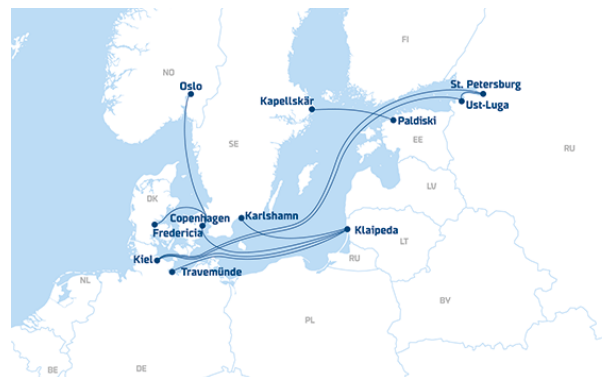 FI
NO
Oslo
St. Petersburg
Kapellskär
Ust-Luga
Paldiski
SE
EE
RU
LV
DK
Copenhagen
Karlshamn
Fredericia
Klaipeda
LT
Kiel
RU
Travemünde
NL
BY
PL
BE
DE